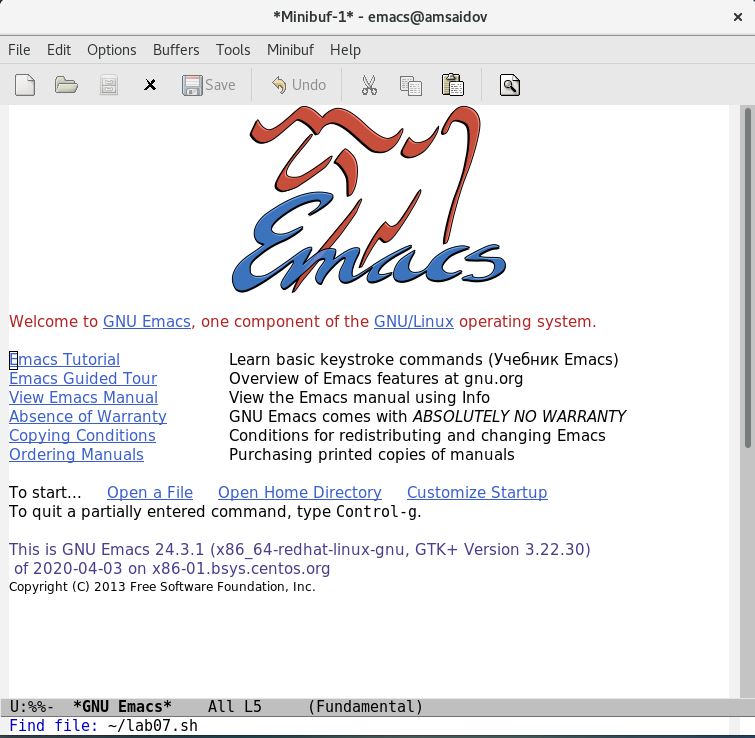 *Minibuf-1* - emacs@amsaidov
File Edit Options Buffers Tools Minibuf Help
Save Undo
Emacs
Welcome to GNU Emacs, one component of the GNU/Linux operating system.
Emacs Tutorial Learn basic keystroke commands (Учебник Emacs)
Emacs Guided Tour Overview of Emacs features at gnu.org
View Emacs Manual View the Emacs manual using Info
Absence of Warranty GNU Emacs comes with ABSOLUTELY NO WARRANTY
Copying Conditions Conditions for redistributing and changing Emacs
Ordering Manuals Purchasing printed copies of manuals
To start... Open a File Open Home Directory Customize Startup
To quit a partially entered command, type Control-g.
This is GNU Emacs 24.3.1 (x86_64-redhat-linux-gnu, GTK+ Version 3.22.30)
of 2020-04-03 on x86-01.bsys.centos.org
Copyright (C) 2013 Free Software Foundation, Inc.
U:%%- *GNU Emacs* All L5 (Fundamental)
Find file: ~/lab07.sh